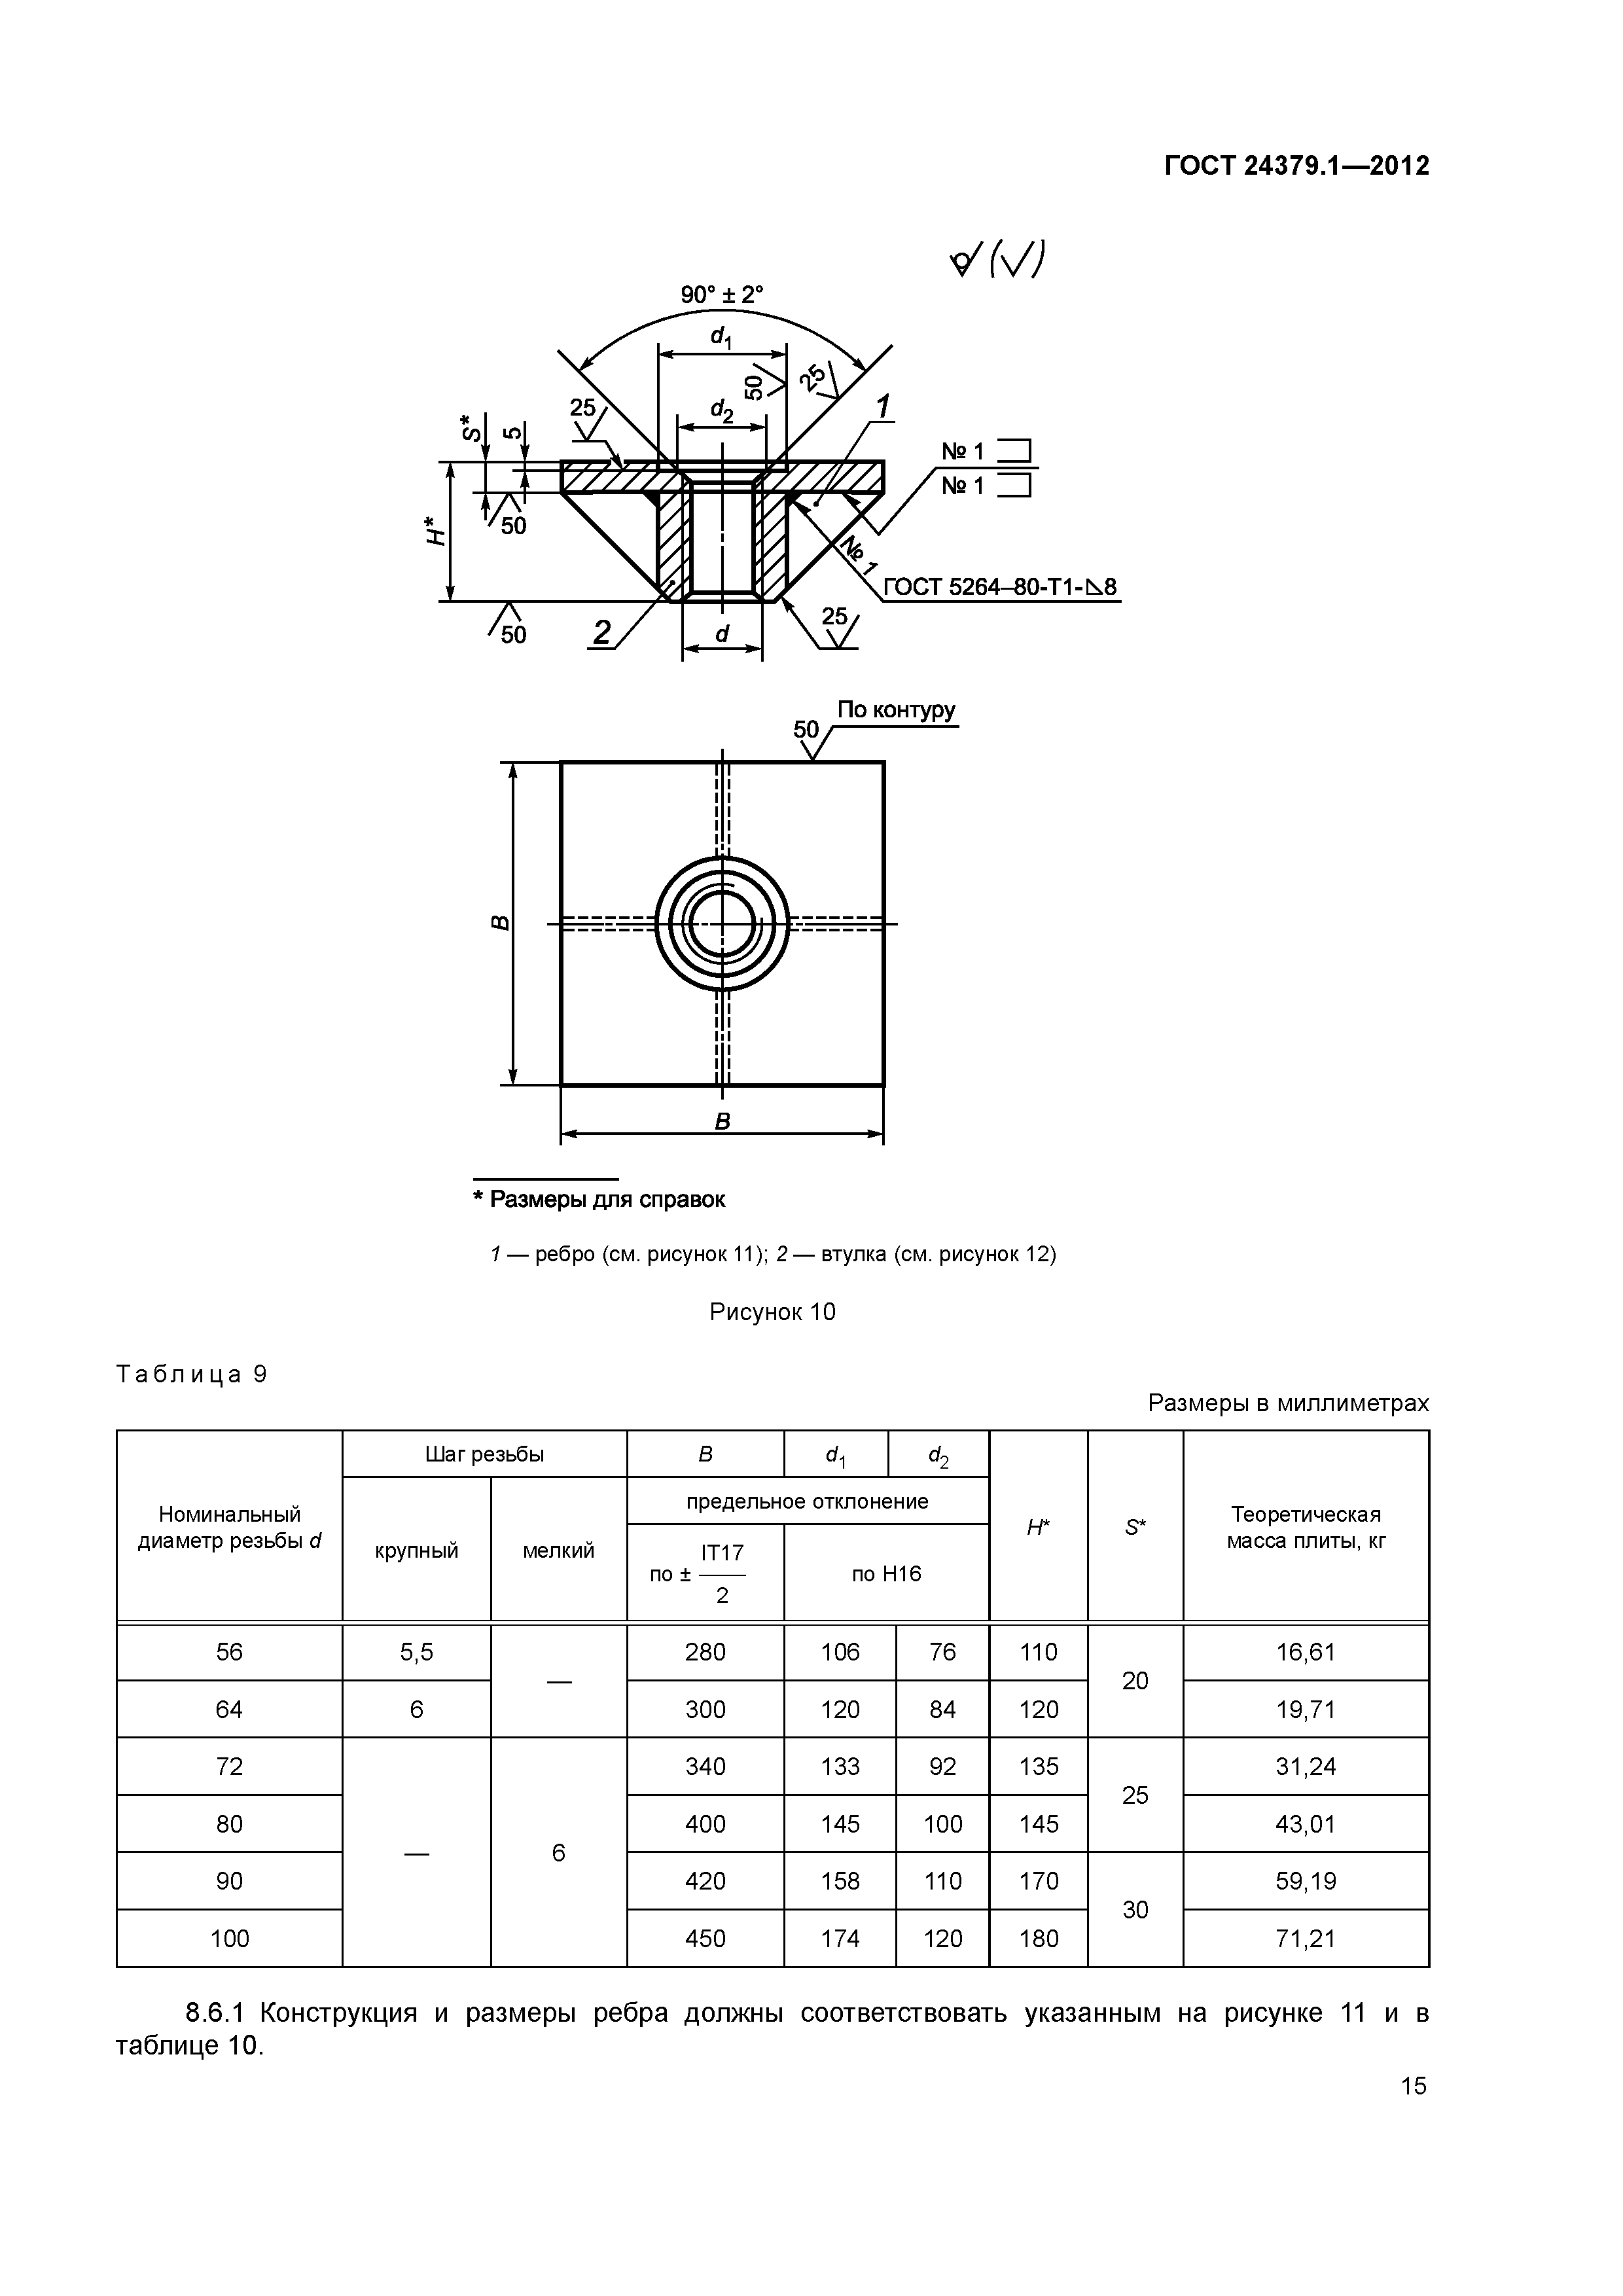 ГОСТ 24379.1—2012
90° ± 2°
d1
50
25
25
d2
1
S*
5
№ 1
№ 1
H*
50
№ 1
ГОСТ 5264–80-Т1-⊿8
50
2
d
25
По контуру
50
B
B
* Размеры для справок
1 — ребро (см. рисунок 11); 2 — втулка (см. рисунок 12)
Рисунок 10
Таблица 9
Размеры в миллиметрах
Номинальный диаметр резьбы d | Шаг резьбы | B | d1 | d2 | H* | S* | Теоретическая масса плиты, кг
крупный | мелкий | предельное отклонение
по ± IT17/2 | по H16
56 | 5,5 | — | 280 | 106 | 76 | 110 | 20 | 16,61
64 | 6 | 300 | 120 | 84 | 120 | 19,71
72 | — | 6 | 340 | 133 | 92 | 135 | 25 | 31,24
80 | 400 | 145 | 100 | 145 | 43,01
90 | 420 | 158 | 110 | 170 | 30 | 59,19
100 | 450 | 174 | 120 | 180 | 71,21
8.6.1 Конструкция и размеры ребра должны соответствовать указанным на рисунке 11 и в
таблице 10.
15